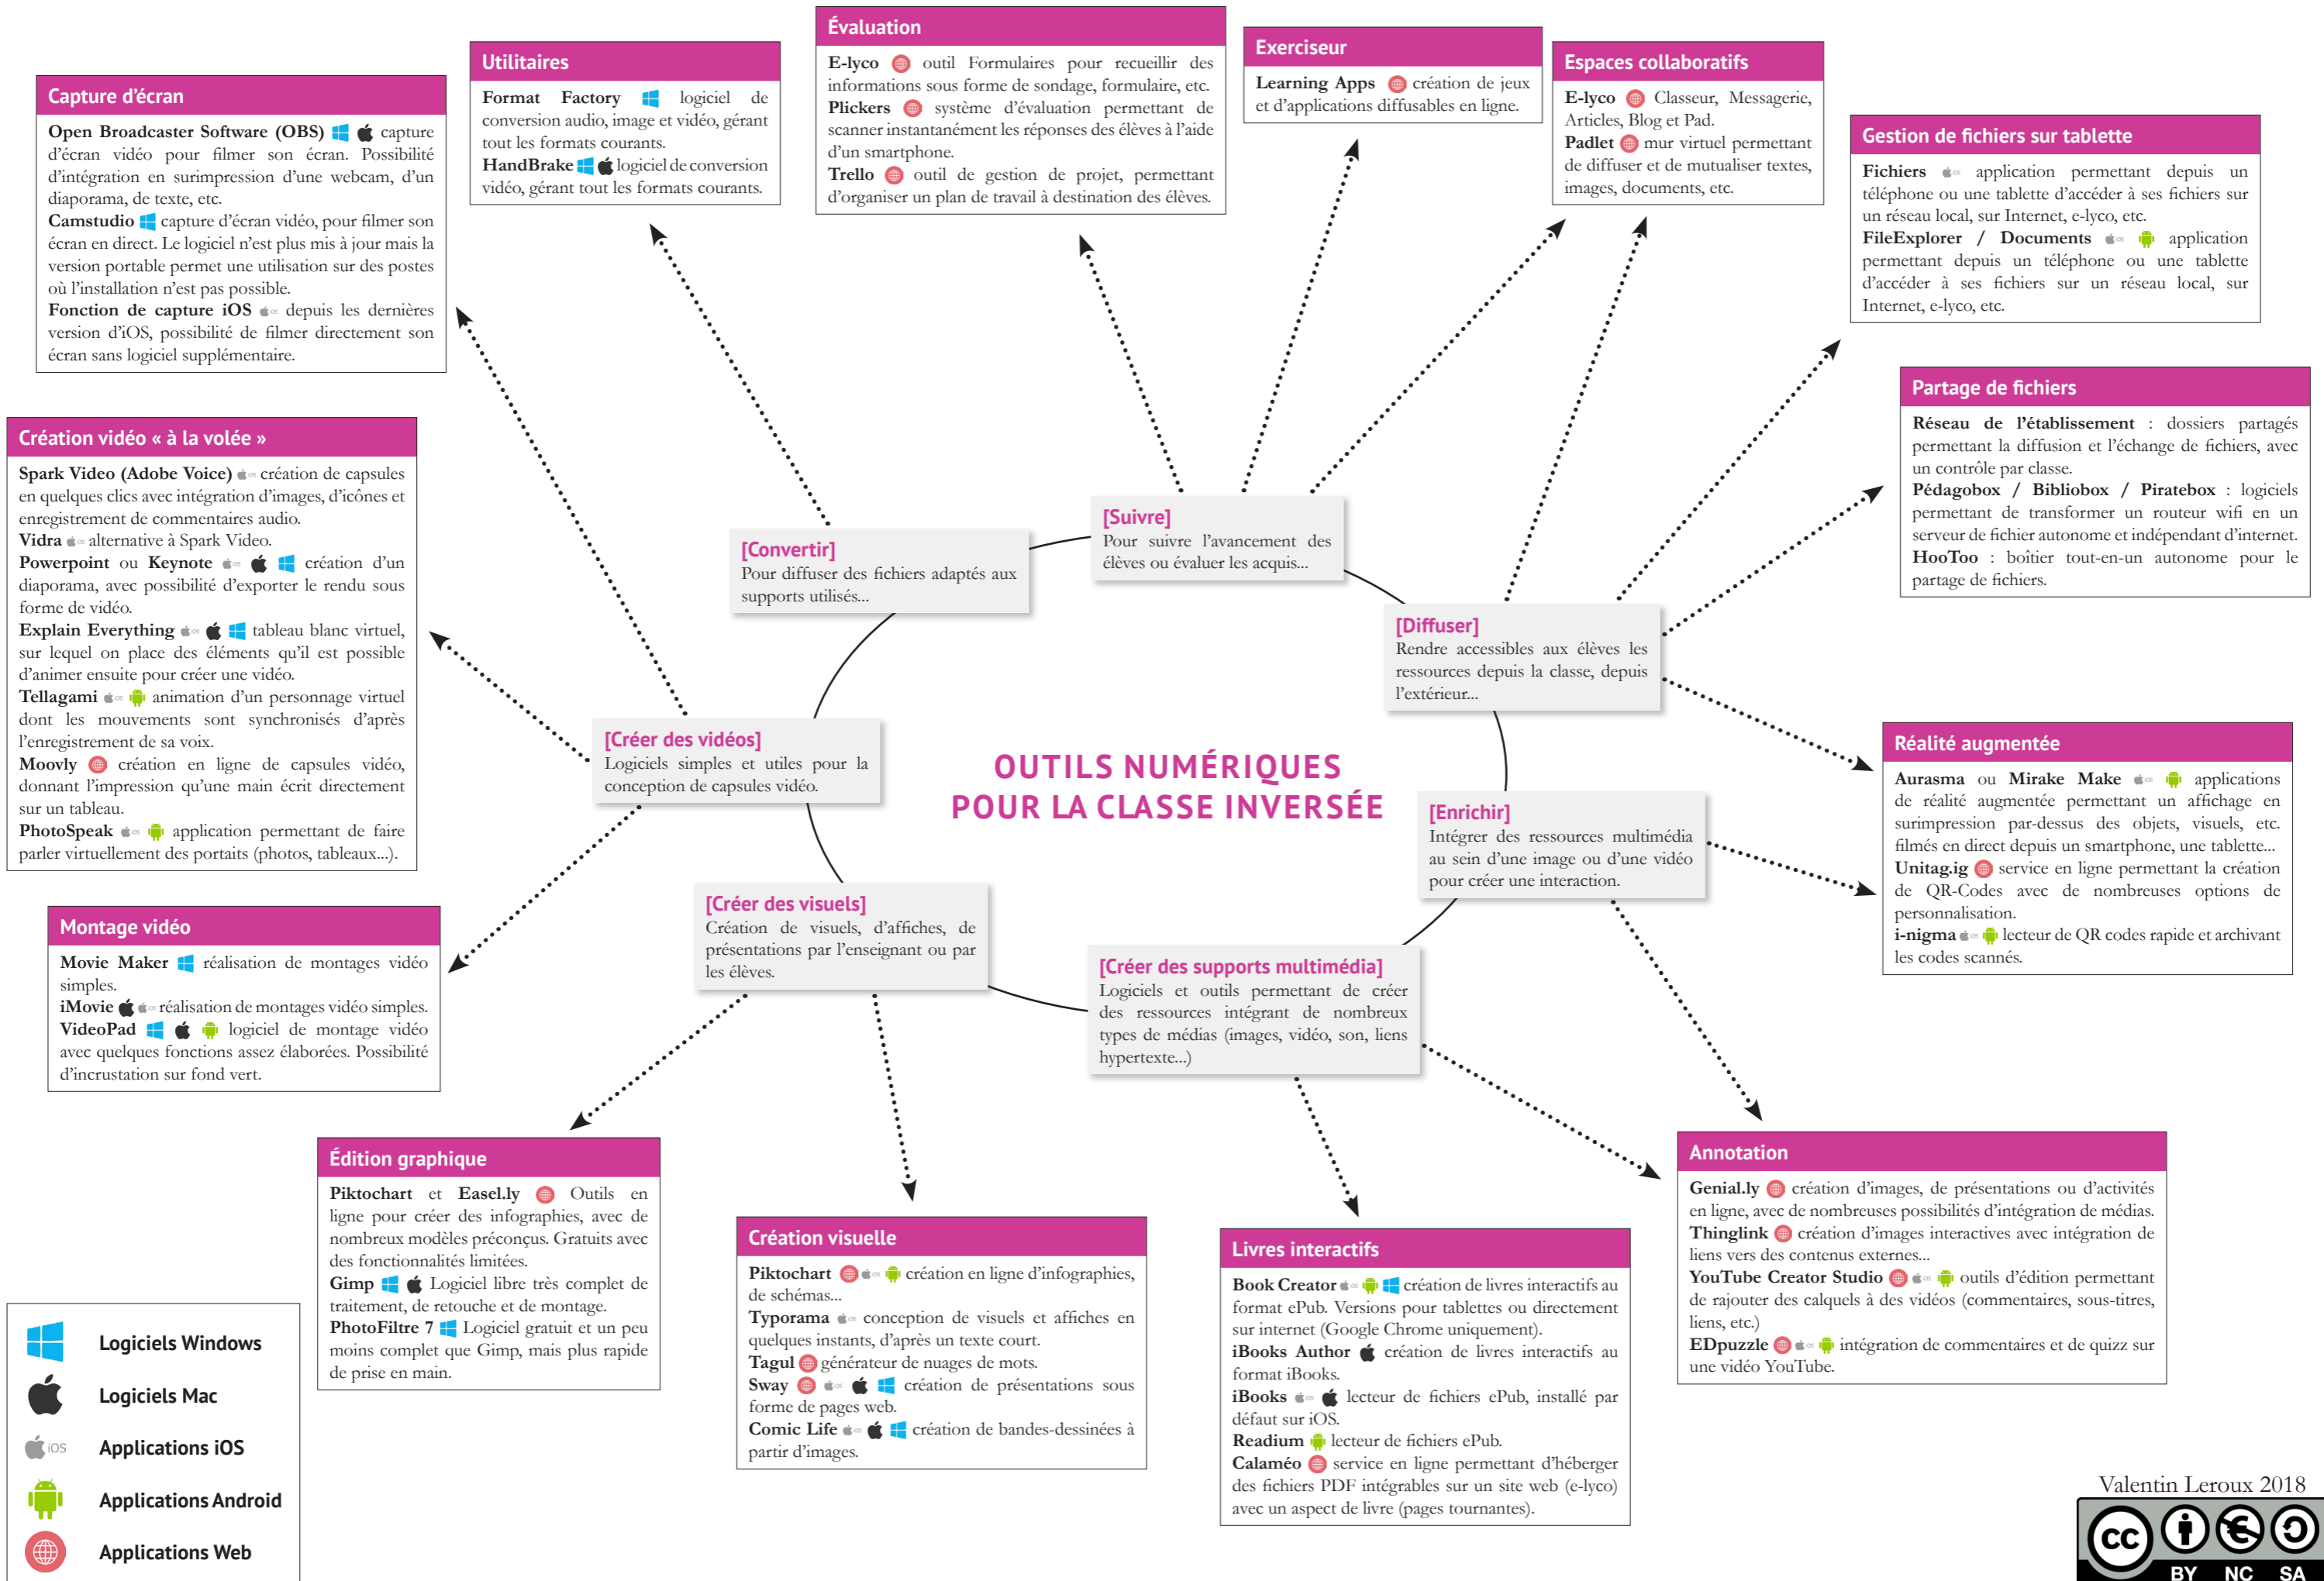 Évaluation
E-lyco outil Formulaires pour recueillir des
informations sous forme de sondage, formulaire, etc.
Plickers système d'évaluation permettant de
scanner instantanément les réponses des élèves à l'aide
d'un smartphone.
Trello outil de gestion de projet, permettant
d'organiser un plan de travail à destination des élèves.
Exerciseur
Learning Apps création de jeux
et d'applications diffusables en ligne.
Utilitaires
Format Factory logiciel de
conversion audio, image et vidéo, gérant
tout les formats courants.
HandBrake logiciel de conversion
vidéo, gérant tout les formats courants.
Espaces collaboratifs
E-lyco Classeur, Messagerie,
Articles, Blog et Pad.
Padlet mur virtuel permettant
de diffuser et de mutualiser textes,
images, documents, etc.
Capture d'écran
Open Broadcaster Software (OBS) capture
d'écran vidéo pour filmer son écran. Possibilité
d'intégration en surimpression d'une webcam, d'un
diaporama, de texte, etc.
Camstudio capture d'écran vidéo, pour filmer son
écran en direct. Le logiciel n'est plus mis à jour mais la
version portable permet une utilisation sur des postes
où l'installation n'est pas possible.
Fonction de capture iOS iOS depuis les dernières
version d'iOS, possibilité de filmer directement son
écran sans logiciel supplémentaire.
Gestion de fichiers sur tablette
Fichiers iOS application permettant depuis un
téléphone ou une tablette d'accéder à ses fichiers sur
un réseau local, sur Internet, e-lyco, etc.
FileExplorer / Documents iOS application
permettant depuis un téléphone ou une tablette
d'accéder à ses fichiers sur un réseau local, sur
Internet, e-lyco, etc.
Partage de fichiers
Réseau de l'établissement : dossiers partagés
permettant la diffusion et l'échange de fichiers, avec
un contrôle par classe.
Pédagobox / Bibliobox / Piratebox : logiciels
permettant de transformer un routeur wifi en un
serveur de fichier autonome et indépendant d'internet.
HooToo : boîtier tout-en-un autonome pour le
partage de fichiers.
Création vidéo « à la volée »
Spark Video (Adobe Voice) iOS création de capsules
en quelques clics avec intégration d'images, d'icônes et
enregistrement de commentaires audio.
Vidra iOS alternative à Spark Video.
Powerpoint ou Keynote iOS création d'un
diaporama, avec possibilité d'exporter le rendu sous
forme de vidéo.
Explain Everything iOS tableau blanc virtuel,
sur lequel on place des éléments qu'il est possible
d'animer ensuite pour créer une vidéo.
Tellagami iOS animation d'un personnage virtuel
dont les mouvements sont synchronisés d'après
l'enregistrement de sa voix.
Moovly création en ligne de capsules vidéo,
donnant l'impression qu'une main écrit directement
sur un tableau.
PhotoSpeak iOS application permettant de faire
parler virtuellement des portaits (photos, tableaux...).
[Suivre]
Pour suivre l'avancement des
élèves ou évaluer les acquis...
[Convertir]
Pour diffuser des fichiers adaptés aux
supports utilisés...
[Diffuser]
Rendre accessibles aux élèves les
ressources depuis la classe, depuis
l'extérieur...
[Créer des vidéos]
Logiciels simples et utiles pour la
conception de capsules vidéo.
OUTILS NUMÉRIQUES
POUR LA CLASSE INVERSÉE
[Enrichir]
Intégrer des ressources multimédia
au sein d'une image ou d'une vidéo
pour créer une interaction.
Réalité augmentée
Aurasma ou Mirake Make iOS applications
de réalité augmentée permettant un affichage en
surimpression par-dessus des objets, visuels, etc.
filmés en direct depuis un smartphone, une tablette...
Unitag.ig service en ligne permettant la création
de QR-Codes avec de nombreuses options de
personnalisation.
i-nigma iOS lecteur de QR codes rapide et archivant
les codes scannés.
[Créer des visuels]
Création de visuels, d'affiches, de
présentations par l'enseignant ou par
les élèves.
[Créer des supports multimédia]
Logiciels et outils permettant de créer
des ressources intégrant de nombreux
types de médias (images, vidéo, son, liens
hypertexte...)
Montage vidéo
Movie Maker réalisation de montages vidéo
simples.
iMovie iOS réalisation de montages vidéo simples.
VideoPad logiciel de montage vidéo
avec quelques fonctions assez élaborées. Possibilité
d'incrustation sur fond vert.
Édition graphique
Piktochart et Easel.ly Outils en
ligne pour créer des infographies, avec de
nombreux modèles préconçus. Gratuits avec
des fonctionnalités limitées.
Gimp Logiciel libre très complet de
traitement, de retouche et de montage.
PhotoFiltre 7 Logiciel gratuit et un peu
moins complet que Gimp, mais plus rapide
de prise en main.
Création visuelle
Piktochart iOS création en ligne d'infographies,
de schémas...
Typorama iOS conception de visuels et affiches en
quelques instants, d'après un texte court.
Tagul générateur de nuages de mots.
Sway iOS création de présentations sous
forme de pages web.
Comic Life iOS création de bandes-dessinées à
partir d'images.
Livres interactifs
Book Creator iOS création de livres interactifs au
format ePub. Versions pour tablettes ou directement
sur internet (Google Chrome uniquement).
iBooks Author création de livres interactifs au
format iBooks.
iBooks iOS lecteur de fichiers ePub, installé par
défaut sur iOS.
Readium lecteur de fichiers ePub.
Calaméo service en ligne permettant d'héberger
des fichiers PDF intégrables sur un site web (e-lyco)
avec un aspect de livre (pages tournantes).
Annotation
Genial.ly création d'images, de présentations ou d'activités
en ligne, avec de nombreuses possibilités d'intégration de médias.
Thinglink création d'images interactives avec intégration de
liens vers des contenus externes...
YouTube Creator Studio iOS outils d'édition permettant
de rajouter des calquels à des vidéos (commentaires, sous-titres,
liens, etc.)
EDpuzzle iOS intégration de commentaires et de quizz sur
une vidéo YouTube.
Logiciels Windows
Logiciels Mac
iOS Applications iOS
Applications Android
Applications Web
Valentin Leroux 2018
CC
BY NC SA